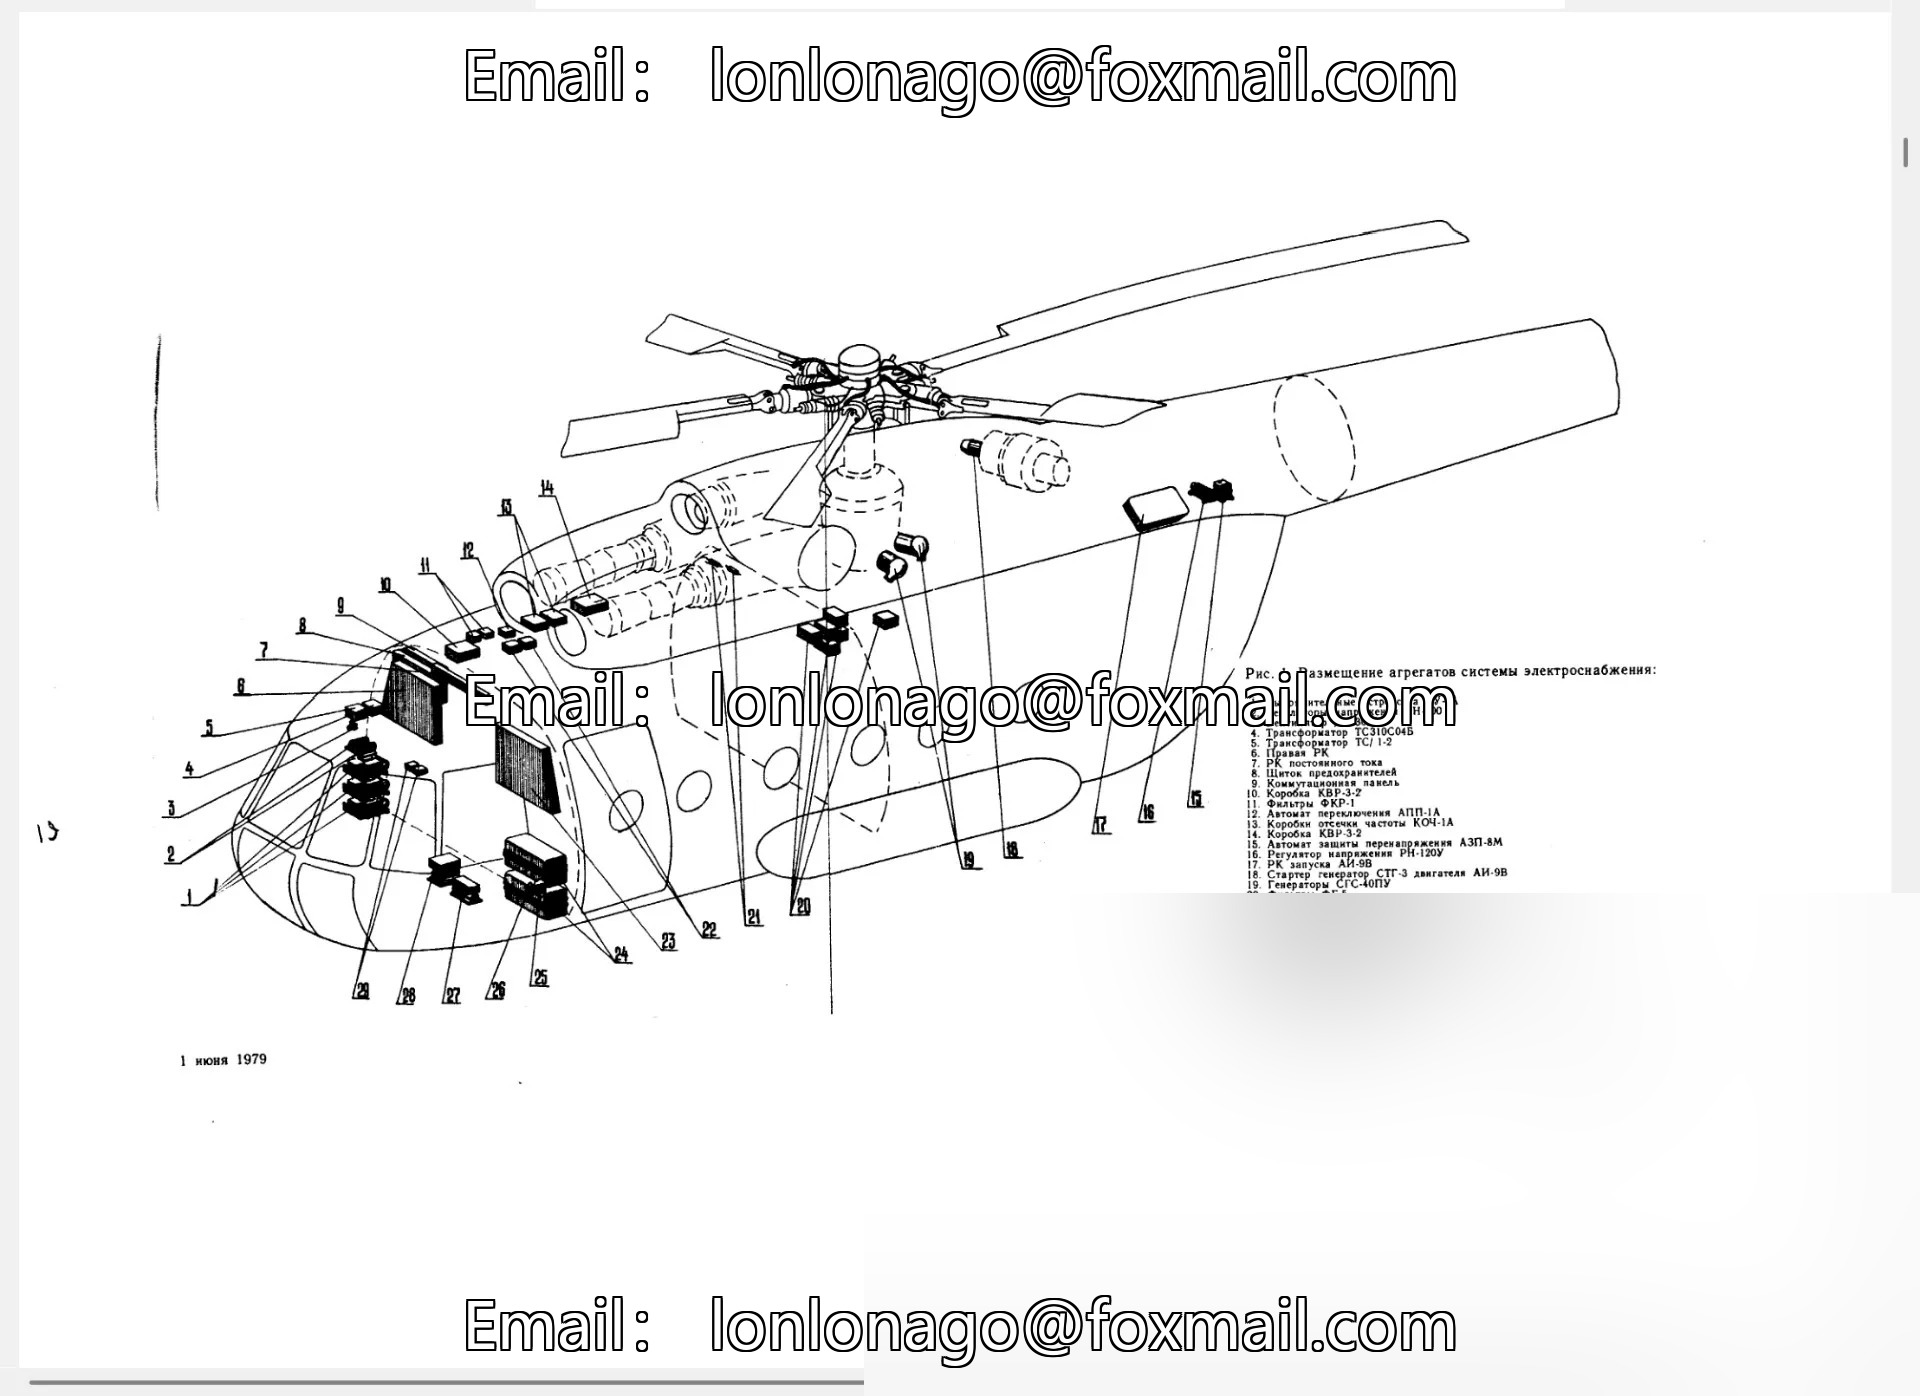 Email： lonlonago@foxmail.com
14
13
12
11
10
9
8
7
6
5
4
3
2
1
Email： lonlonago@foxmail.com
Рис. Размещение агрегатов системы электроснабжения:
4. Трансформатор ТС310С04Б
5. Трансформатор ТС/ 1-2
6. Правая РК
7. РК постоянного тока
8. Щиток предохранителей
9. Коммутационная панель
10. Коробка КВР-3-2
11. Фильтры ФКР-1
12. Автомат переключения АПП-1А
13. Коробки отсечки частоты КОЧ-1А
14. Коробка КВР-3-2
15. Автомат защиты перенапряжения АЗП-8М
16. Регулятор напряжения РН-120У
17. РК запуска АИ-9В
18. Стартер генератор СТГ-3 двигателя АИ-9В
19. Генераторы СГС-40ПУ
15
16
17
18
19
20
21
22
23
24
25
26
27
28
29
19
1 июня 1979
Email： lonlonago@foxmail.com